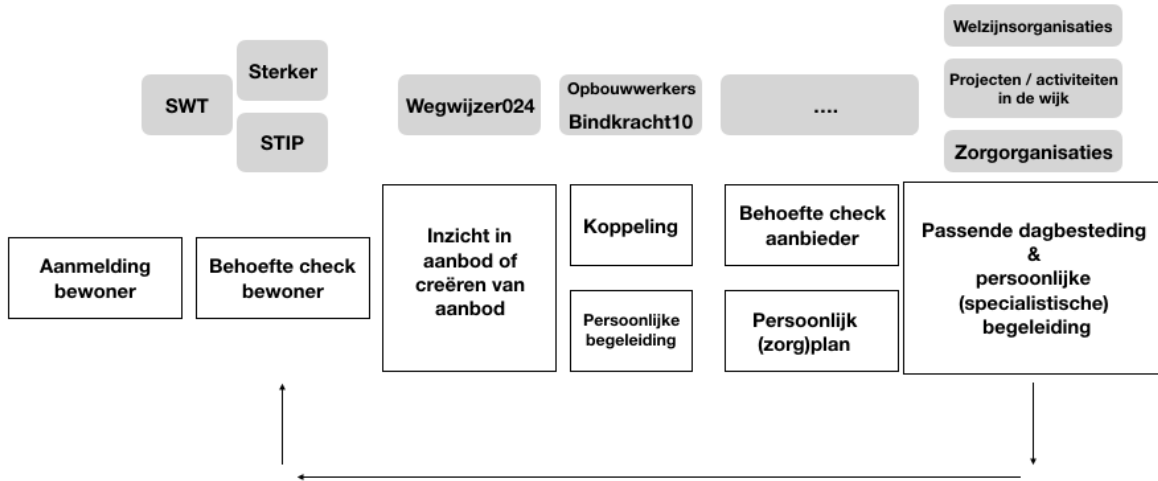 SWT
Sterker
STIP
Wegwijzer024
Opbouwwerkers
Bindkracht10
....
Welzijnsorganisaties
Projecten / activiteiten
in de wijk
Zorgorganisaties
Aanmelding
bewoner
Behoefte check
bewoner
Inzicht in
aanbod of
creëren van
aanbod
Koppeling
Persoonlijke
begeleiding
Behoefte check
aanbieder
Persoonlijk
(zorg)plan
Passende dagbesteding
&
persoonlijke
(specialistische)
begeleiding